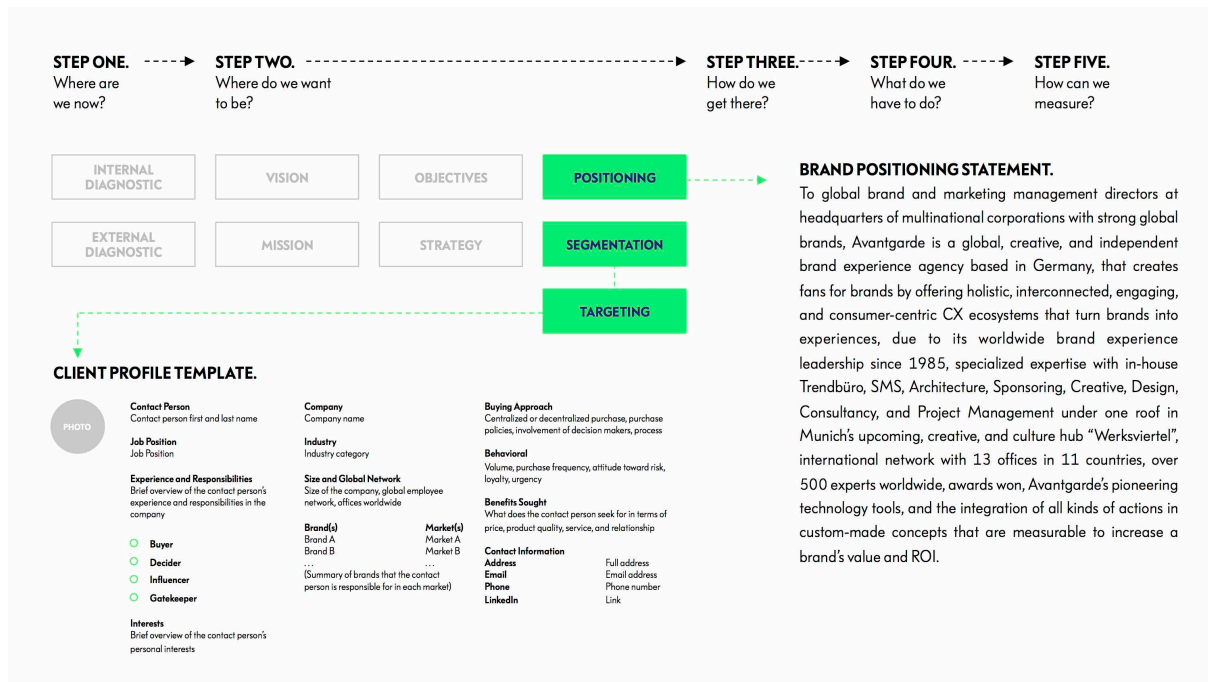 STEP ONE.
Where are
we now?
STEP TWO.
Where do we want
to be?
STEP THREE.
How do we
get there?
STEP FOUR.
What do we
have to do?
STEP FIVE.
How can we
measure?
INTERNAL
DIAGNOSTIC
VISION
OBJECTIVES
POSITIONING
EXTERNAL
DIAGNOSTIC
MISSION
STRATEGY
SEGMENTATION
TARGETING
BRAND POSITIONING STATEMENT.
To global brand and marketing management directors at
headquarters of multinational corporations with strong global
brands, Avantgarde is a global, creative, and independent
brand experience agency based in Germany, that creates
fans for brands by offering holistic, interconnected, engaging,
and consumer-centric CX ecosystems that turn brands into
experiences, due to its worldwide brand experience
leadership since 1985, specialized expertise with in-house
Trendbüro, SMS, Architecture, Sponsoring, Creative, Design,
Consultancy, and Project Management under one roof in
Munich's upcoming, creative, and culture hub “Werksviertel”,
international network with 13 offices in 11 countries, over
500 experts worldwide, awards won, Avantgarde's pioneering
technology tools, and the integration of all kinds of actions in
custom-made concepts that are measurable to increase a
brand's value and ROI.
CLIENT PROFILE TEMPLATE.
PHOTO
Contact Person
Contact person first and last name
Job Position
Job Position
Experience and Responsibilities
Brief overview of the contact person's
experience and responsibilities in the
company
Buyer
Decider
Influencer
Gatekeeper
Interests
Brief overview of the contact person's
personal interests
Company
Company name
Industry
Industry category
Size and Global Network
Size of the company, global employee
network, offices worldwide
Brand(s) Market(s)
Brand A Market A
Brand B Market B
... ...
(Summary of brands that the contact
person is responsible for in each market)
Buying Approach
Centralized or decentralized purchase, purchase
policies, involvement of decision makers, process
Behavioral
Volume, purchase frequency, attitude toward risk,
loyalty, urgency
Benefits Sought
What does the contact person seek for in terms of
price, product quality, service, and relationship
Contact Information
Address Full address
Email Email address
Phone Phone number
LinkedIn Link